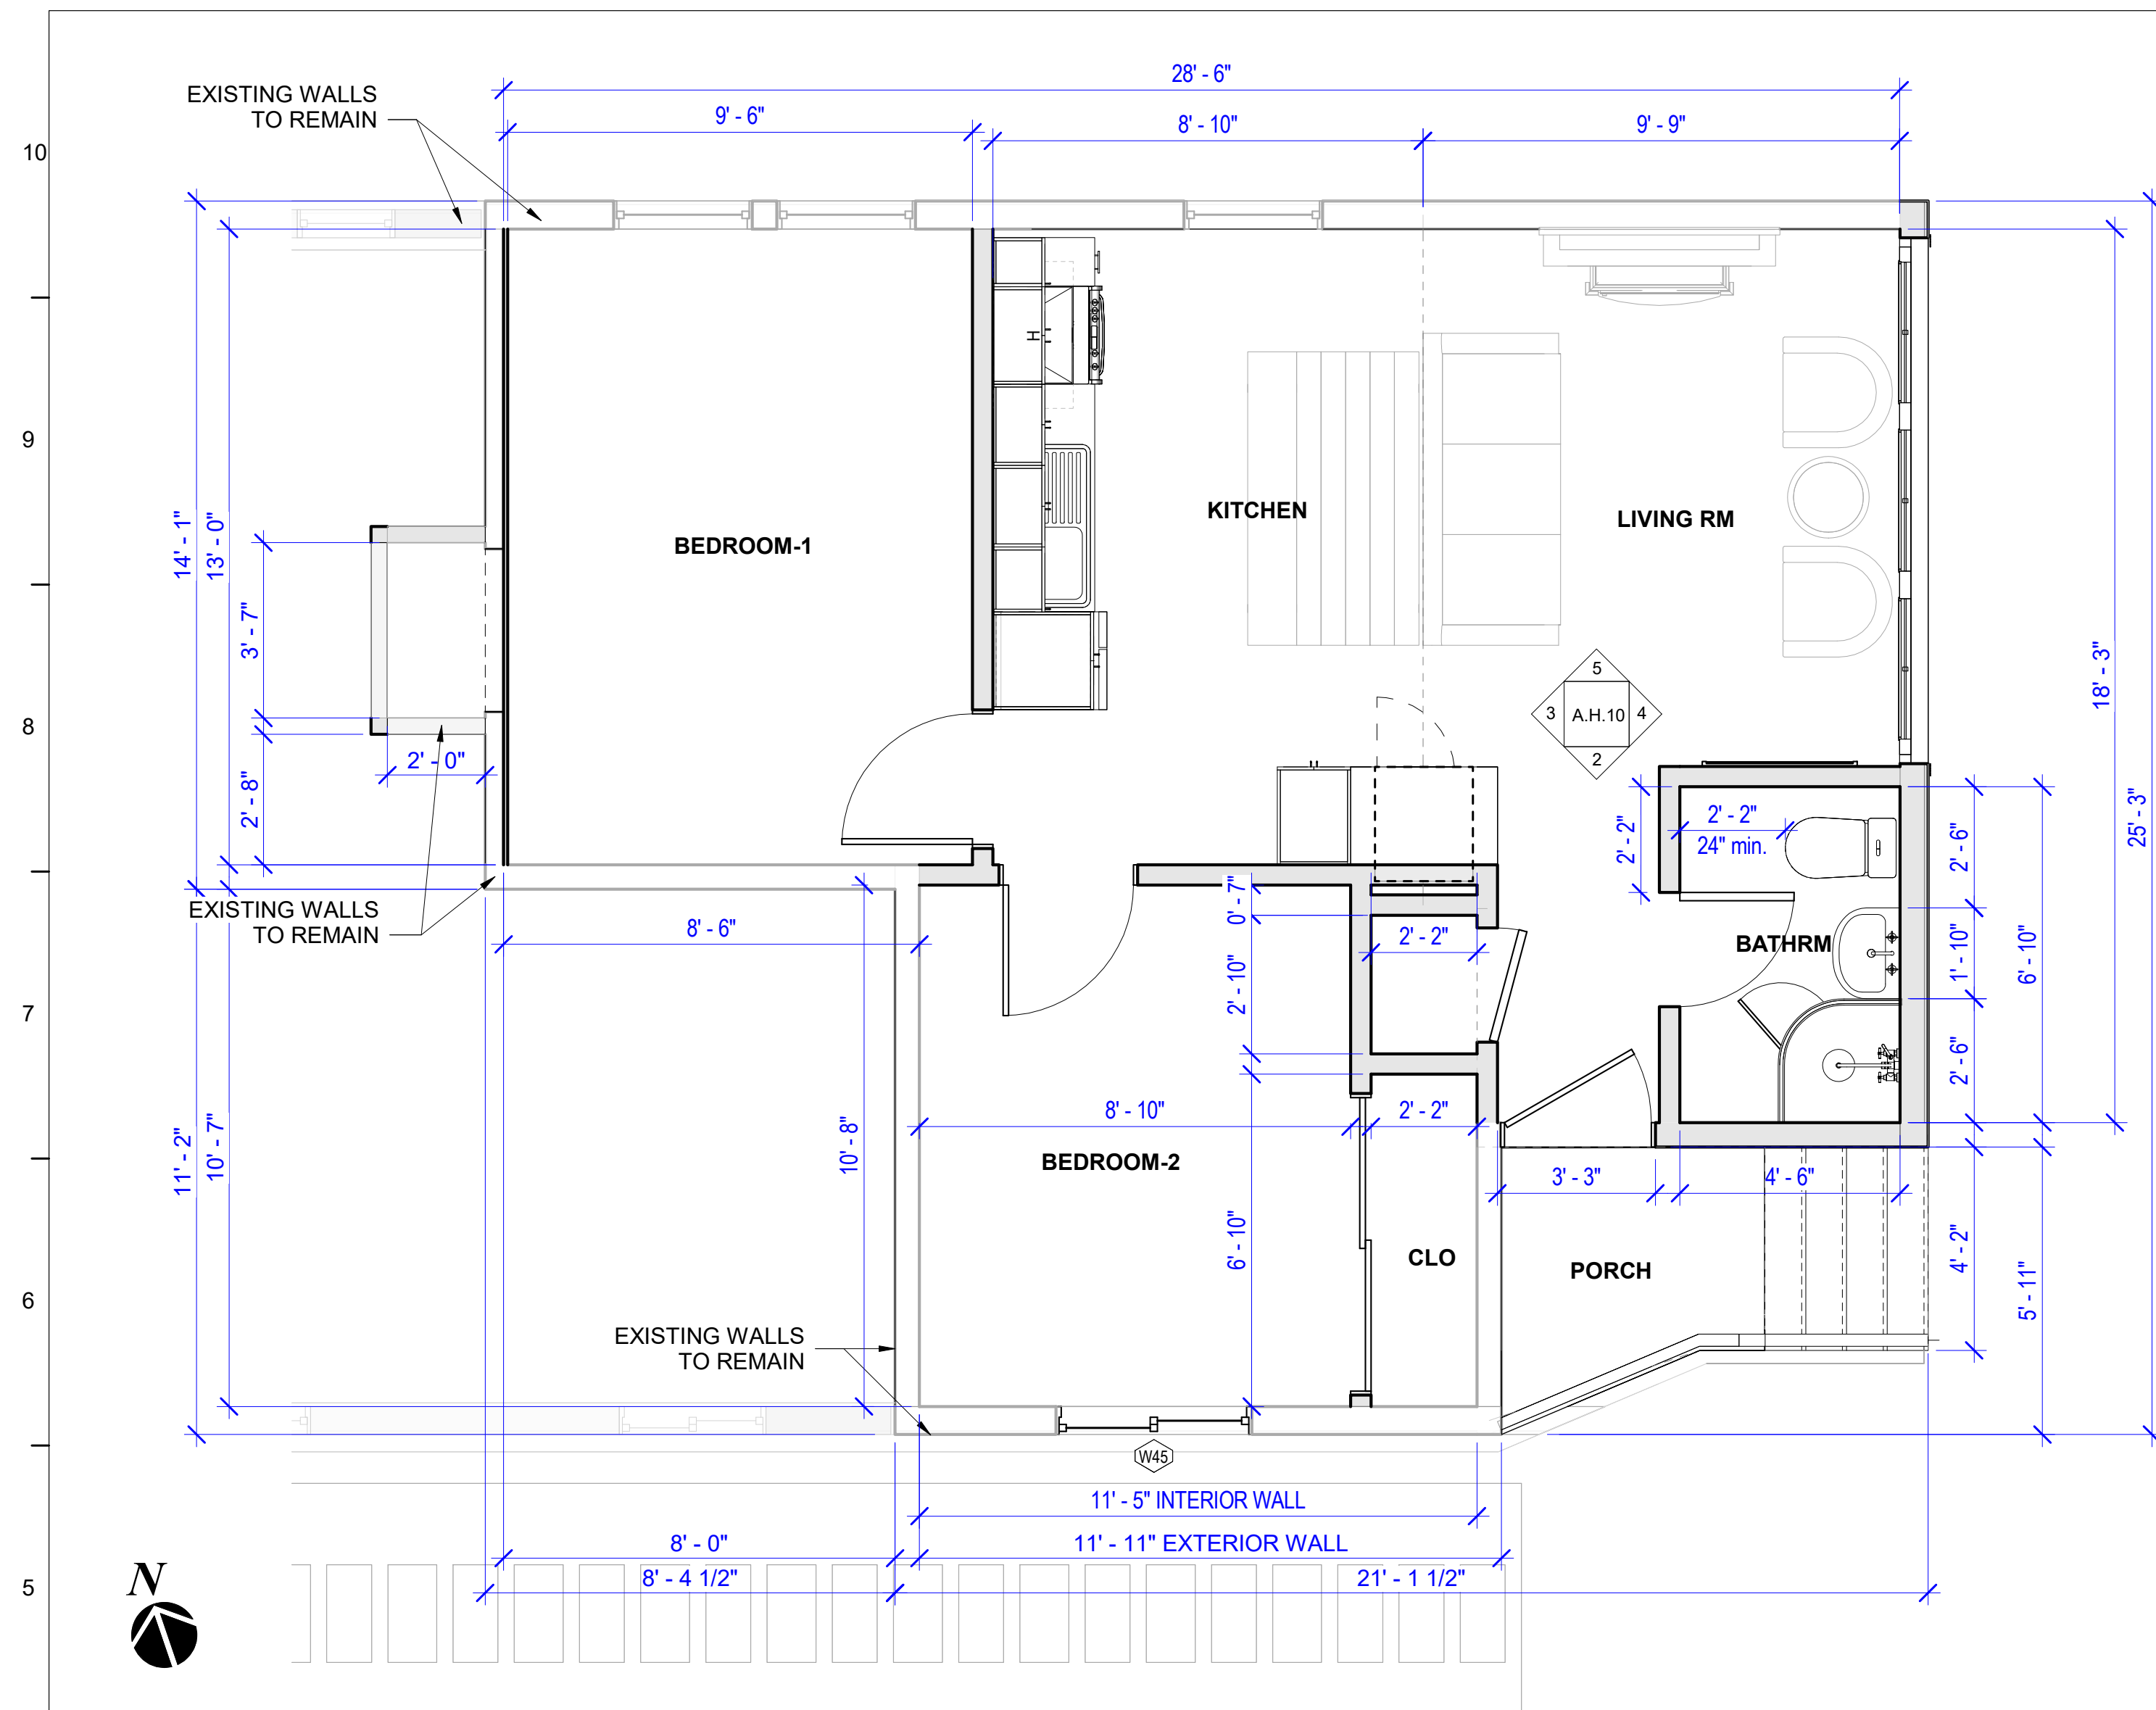 28' - 6"
EXISTING WALLS
TO REMAIN
9' - 6"
8' - 10"
9' - 9"
10
9
8
7
6
5
14' - 1"
13' - 0"
3' - 7"
2' - 8"
2' - 0"
H
BEDROOM-1
KITCHEN
LIVING RM
5
3
A.H.10
4
2
18' - 3"
25' - 3"
2' - 2"
2' - 2"
24" min.
2' - 6"
1' - 10"
6' - 10"
2' - 6"
BATHRM
EXISTING WALLS
TO REMAIN
8' - 6"
0' - 7"
2' - 2"
2' - 10"
11' - 2"
10' - 7"
10' - 8"
8' - 10"
2' - 2"
BEDROOM-2
6' - 10"
CLO
3' - 3"
4' - 6"
PORCH
4' - 2"
5' - 11"
EXISTING WALLS
TO REMAIN
W45
11' - 5" INTERIOR WALL
8' - 0"
11' - 11" EXTERIOR WALL
8' - 4 1/2"
21' - 1 1/2"
N